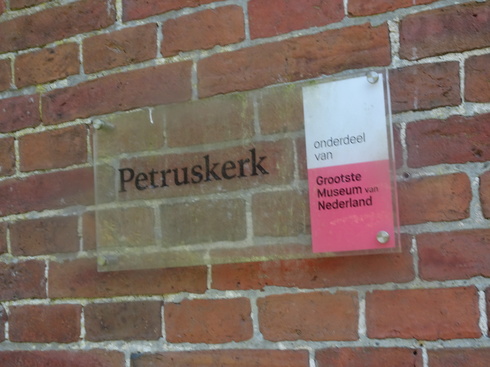 Petruskerk
onderdeel
van
Grootste
Museum van
Nederland